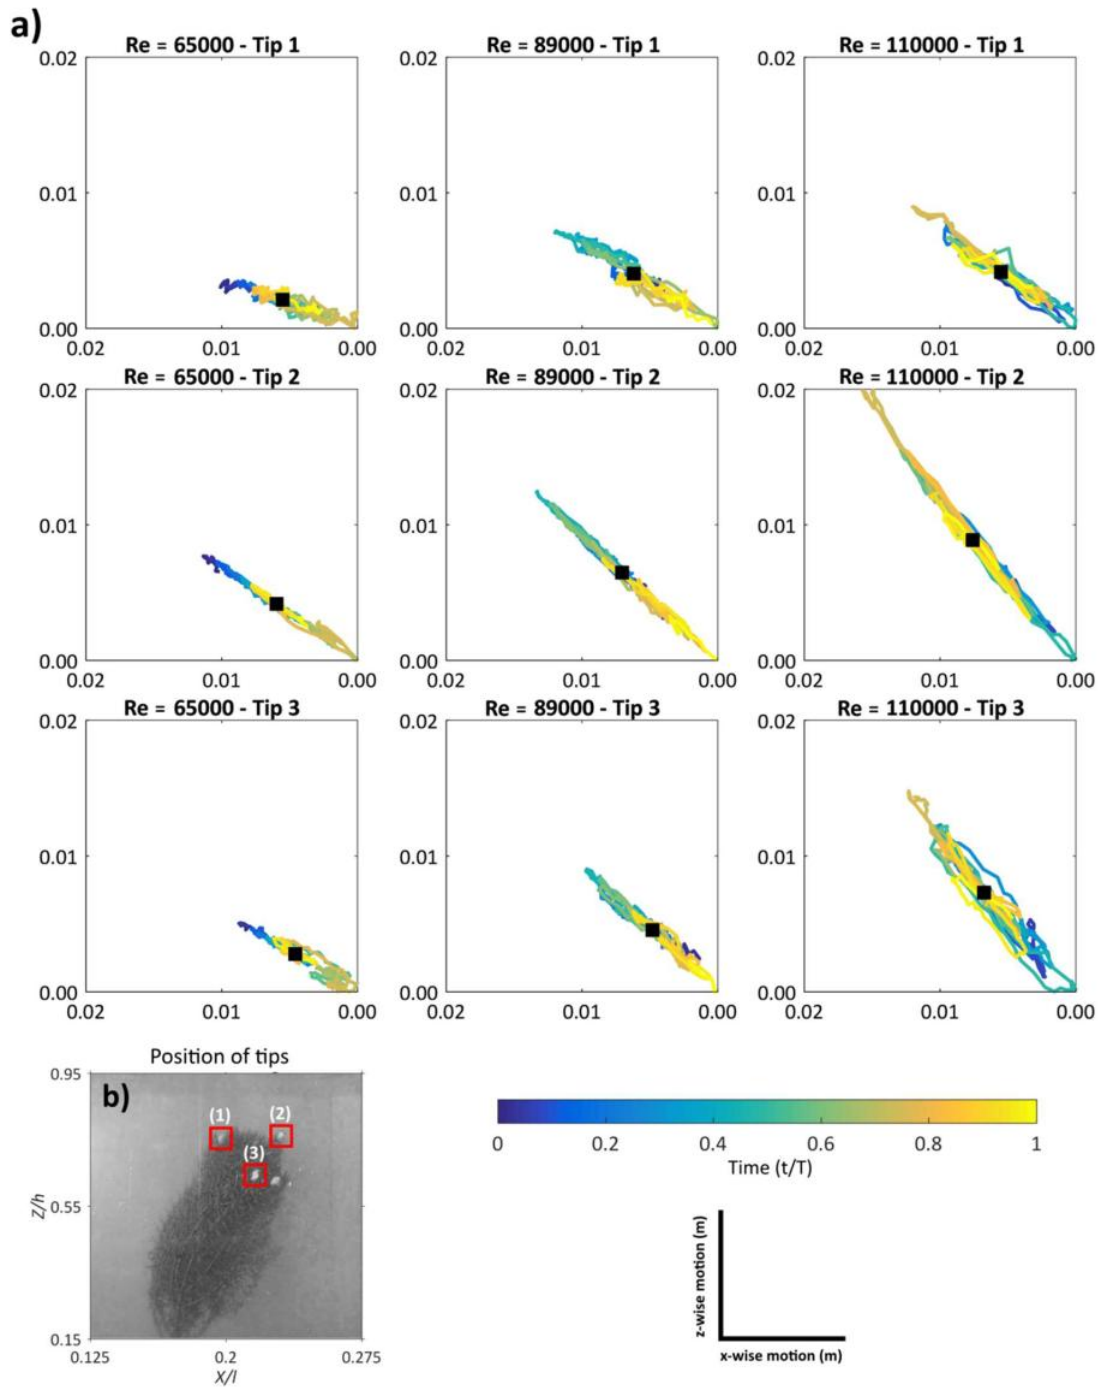 a)
Re = 65000 - Tip 1
Re = 89000 - Tip 1
Re = 110000 - Tip 1
0.02
0.02
0.02
0.01
0.01
0.01
0.00
0.00
0.00
0.02 0.01 0.00
0.02 0.01 0.00
0.02 0.01 0.00
Re = 65000 - Tip 2
Re = 89000 - Tip 2
Re = 110000 - Tip 2
0.02
0.02
0.02
0.01
0.01
0.01
0.00
0.00
0.00
0.02 0.01 0.00
0.02 0.01 0.00
0.02 0.01 0.00
Re = 65000 - Tip 3
Re = 89000 - Tip 3
Re = 110000 - Tip 3
0.02
0.02
0.02
0.01
0.01
0.01
0.00
0.00
0.00
0.02 0.01 0.00
0.02 0.01 0.00
0.02 0.01 0.00
Position of tips
b)
0.95
0.55
0.15
Z/h
(1)
(2)
(3)
0.125 0.2 0.275
X/l
0 0.2 0.4 0.6 0.8 1
Time (t/T)
z-wise motion (m)
x-wise motion (m)